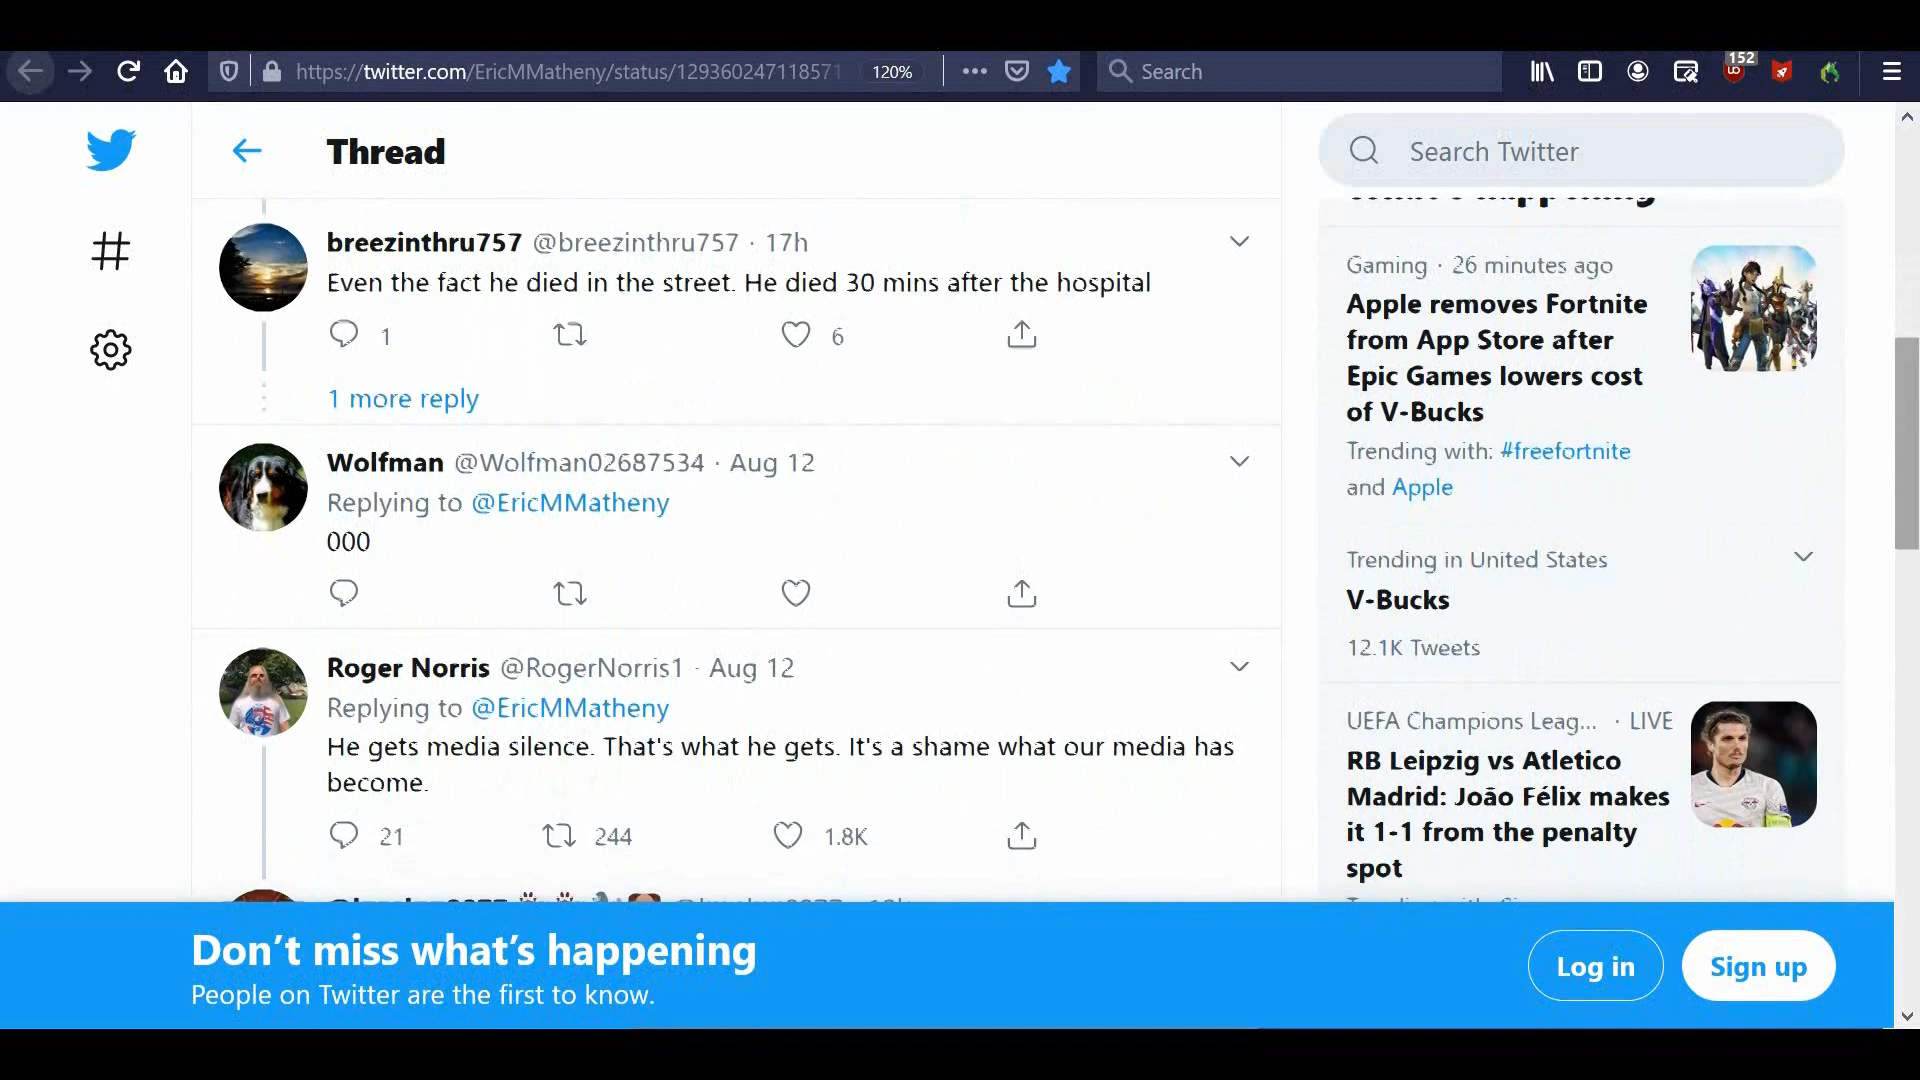 https://twitter.com/EricMMatheny/status/129360247118571
120%
Search
152
Thread
Search Twitter
breezinthru757 @breezinthru757 · 17h
Even the fact he died in the street. He died 30 mins after the hospital
1
6
1 more reply
Wolfman @Wolfman02687534 · Aug 12
Replying to @EricMMatheny
000
Roger Norris @RogerNorris1 · Aug 12
Replying to @EricMMatheny
He gets media silence. That's what he gets. It's a shame what our media has
become.
21
244
1.8K
Gaming · 26 minutes ago
Apple removes Fortnite
from App Store after
Epic Games lowers cost
of V-Bucks
Trending with: #freefortnite
and Apple
Trending in United States
V-Bucks
12.1K Tweets
UEFA Champions Leag... · LIVE
RB Leipzig vs Atletico
Madrid: João Félix makes
it 1-1 from the penalty
spot
Don't miss what's happening
People on Twitter are the first to know.
Log in
Sign up